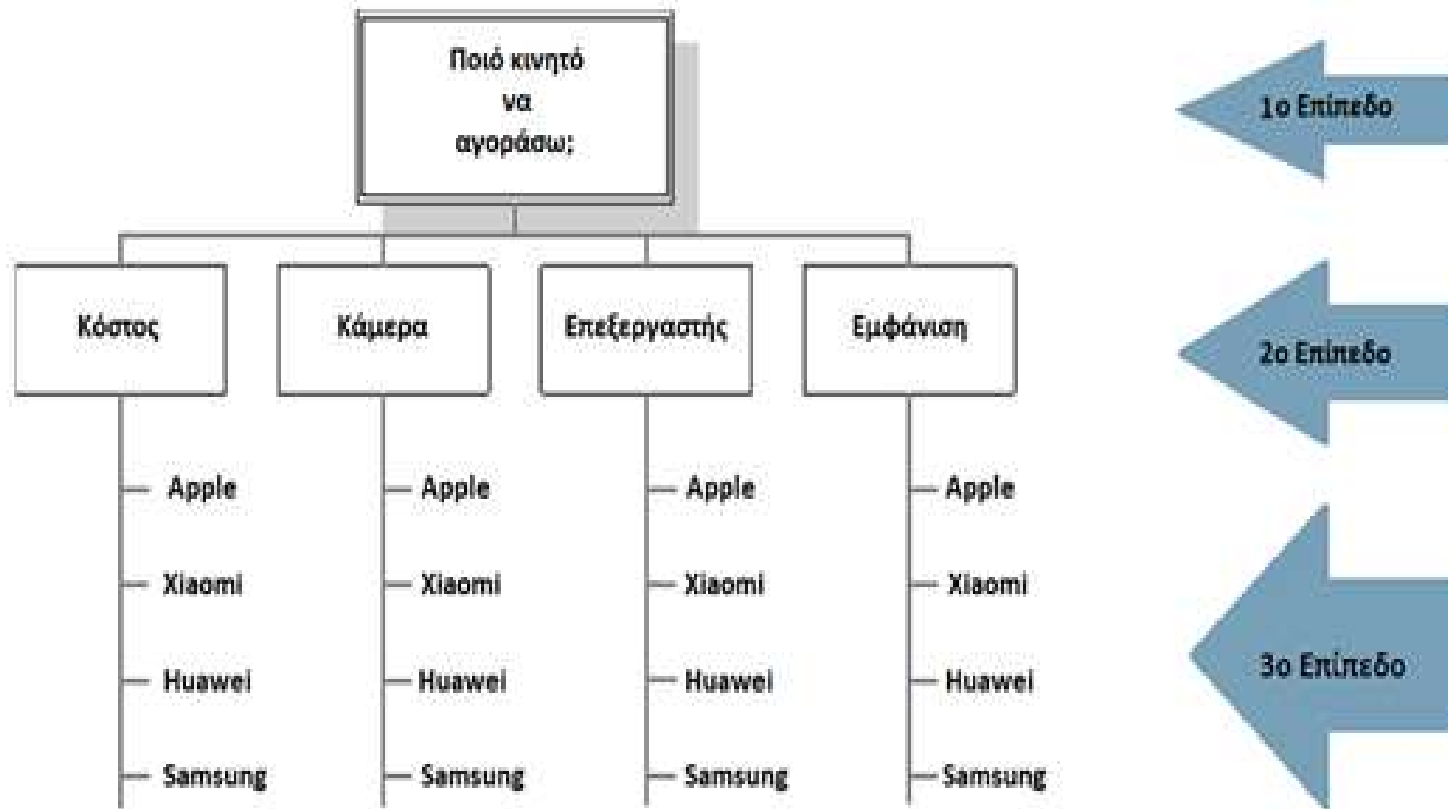 Ποιό κινητό
να
αγοράσω;
1ο Επίπεδο
Κόστος
Κάμερα
Επεξεργαστής
Εμφάνιση
2ο Επίπεδο
Apple
Apple
Apple
Apple
Xiaomi
Xiaomi
Xiaomi
Xiaomi
3ο Επίπεδο
Huawei
Huawei
Huawei
Huawei
Samsung
Samsung
Samsung
Samsung